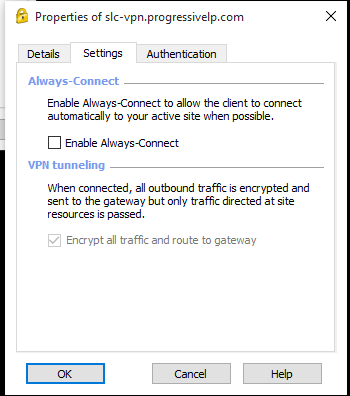 Properties of slc-vpn.progressivelp.com
Details
Settings
Authentication
Always-Connect
Enable Always-Connect to allow the client to connect
automatically to your active site when possible.
Enable Always-Connect
VPN tunneling
When connected, all outbound traffic is encrypted and
sent to the gateway but only traffic directed at site
resources is passed.
Encrypt all traffic and route to gateway
OK
Cancel
Help